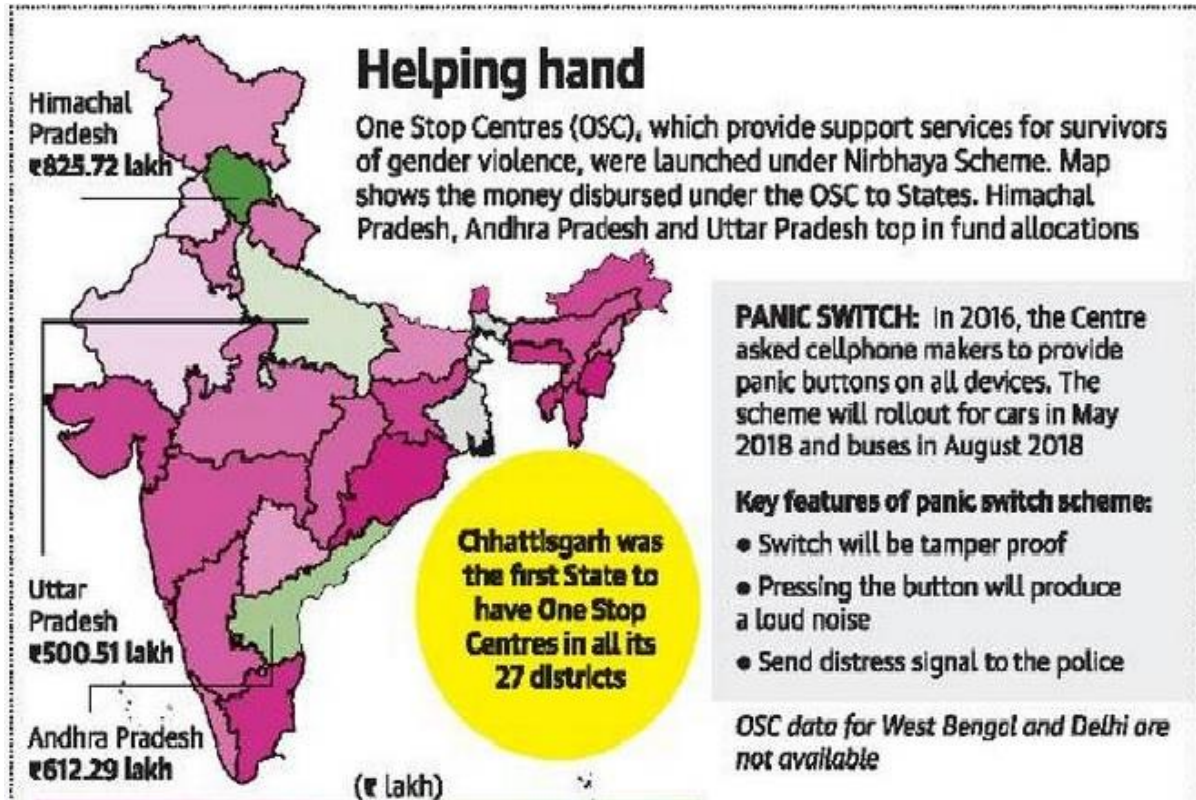 Helping hand
One Stop Centres (OSC), which provide support services for survivors
of gender violence, were launched under Nirbhaya Scheme. Map
shows the money disbursed under the OSC to States. Himachal
Pradesh, Andhra Pradesh and Uttar Pradesh top in fund allocations
Himachal
Pradesh
₹825.72 lakh
Uttar
Pradesh
₹500.51 lakh
Andhra Pradesh
₹612.29 lakh
(₹ lakh)
Chhattisgarh was
the first State to
have One Stop
Centres in all its
27 districts
PANIC SWITCH: In 2016, the Centre
asked cellphone makers to provide
panic buttons on all devices. The
scheme will rollout for cars in May
2018 and buses in August 2018
Key features of panic switch scheme:
• Switch will be tamper proof
• Pressing the button will produce
a loud noise
• Send distress signal to the police
OSC data for West Bengal and Delhi are
not available